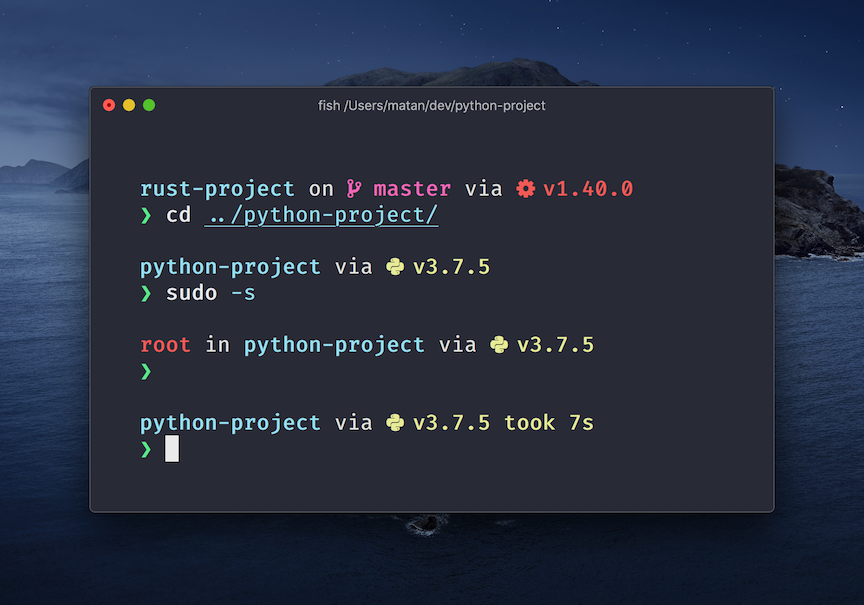 fish /Users/matan/dev/python-project
rust-project on master via v1.40.0
❯ cd ../python-project/
python-project via v3.7.5
❯ sudo -s
root in python-project via v3.7.5
❯
python-project via v3.7.5 took 7s
❯